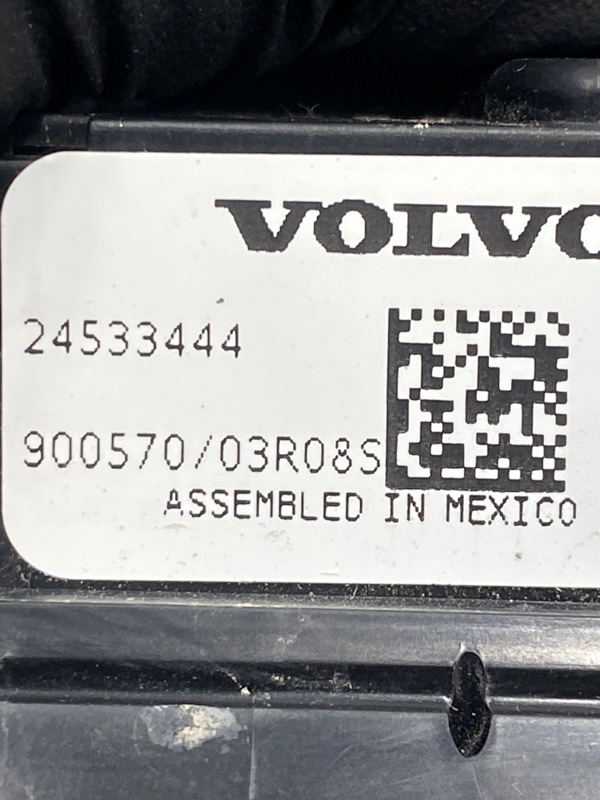 VOLVO
24533444
900570/03R08S
ASSEMBLED IN MEXICO